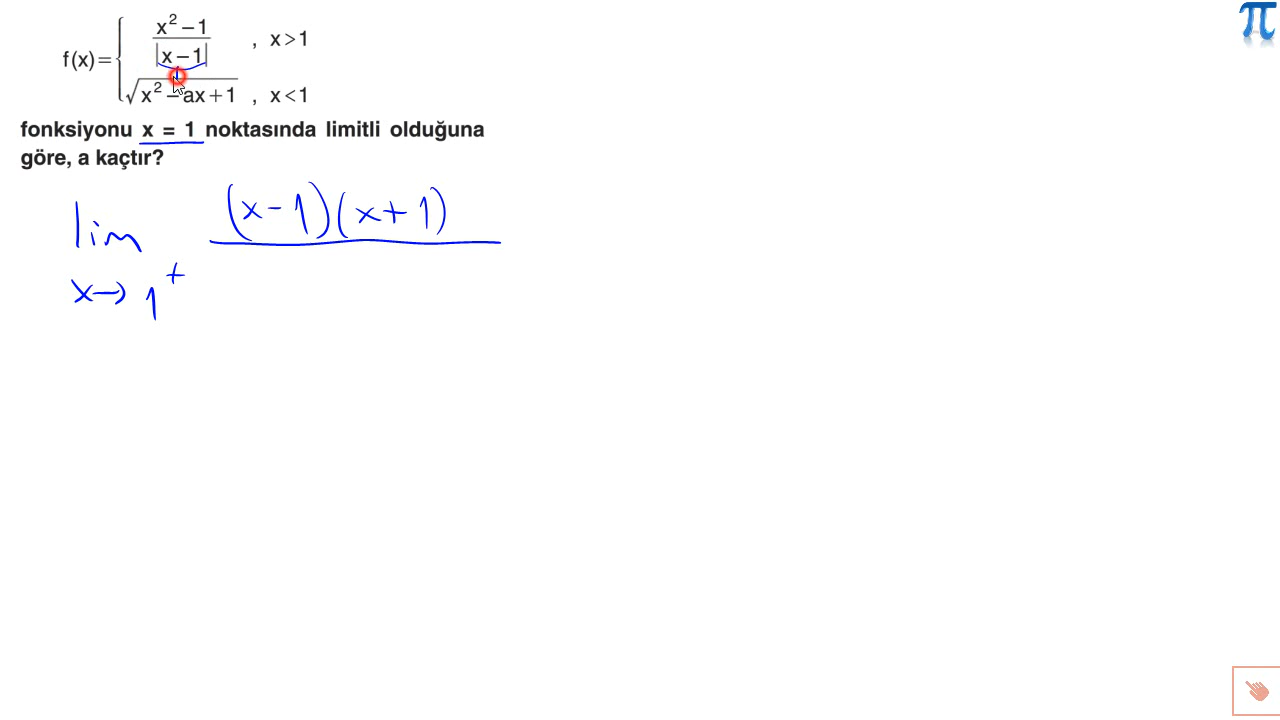 f(x) = { (x² − 1) / |x − 1| , x > 1
√(x² − ax + 1) , x < 1
fonksiyonu x = 1 noktasında limitli olduğuna
göre, a kaçtır?
lim (x − 1)(x + 1)
x → 1⁺
π